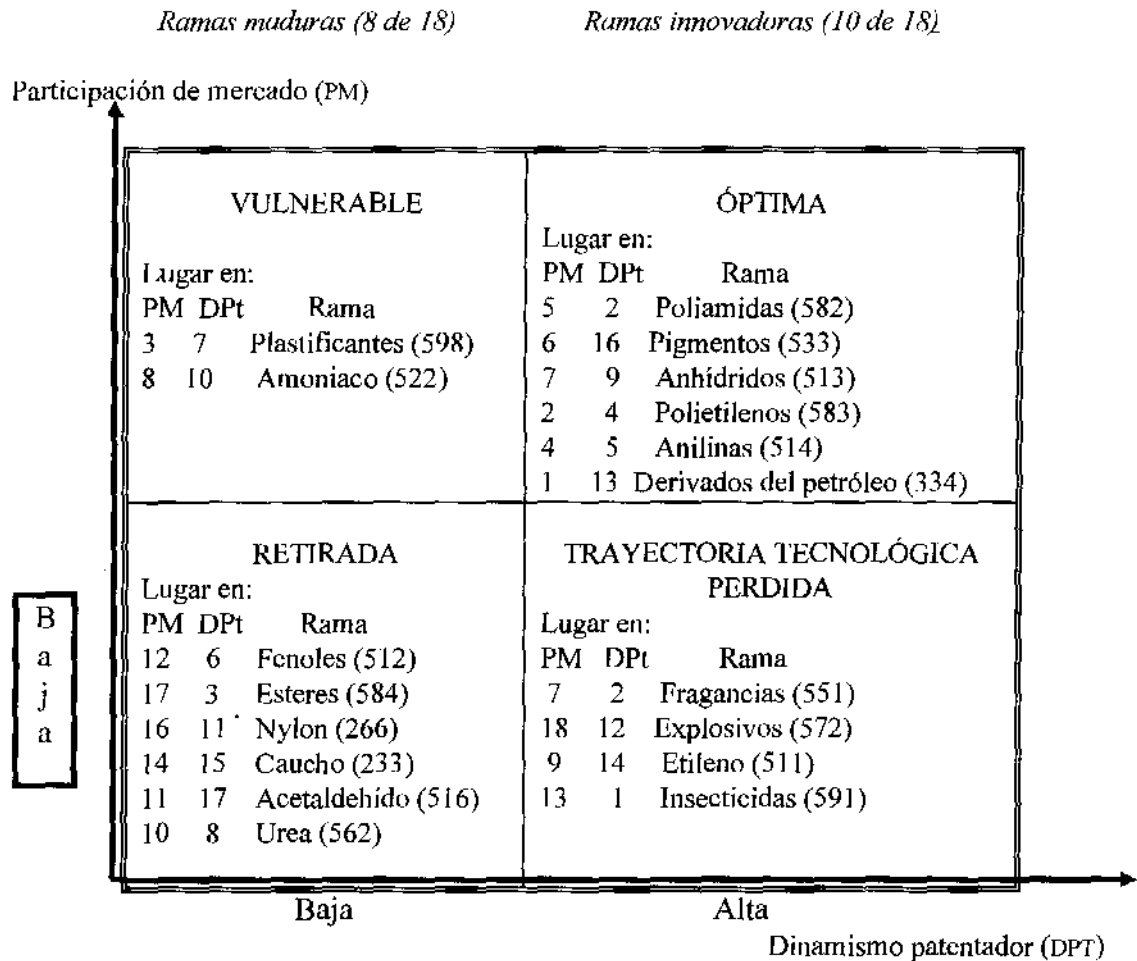 Ramas maduras (8 de 18) Ramas innovadoras (10 de 18)
Participación de mercado (PM)
VULNERABLE
Lugar en:
PM DPt Rama
3 7 Plastificantes (598)
8 10 Amoniaco (522)
ÓPTIMA
Lugar en:
PM DPt Rama
5 2 Poliamidas (582)
6 16 Pigmentos (533)
7 9 Anhídridos (513)
2 4 Polietilenos (583)
4 5 Anilinas (514)
1 13 Derivados del petróleo (334)
Baja
RETIRADA
Lugar en:
PM DPt Rama
12 6 Fenoles (512)
17 3 Esteres (584)
16 11 Nylon (266)
14 15 Caucho (233)
11 17 Acetaldehído (516)
10 8 Urea (562)
TRAYECTORIA TECNOLÓGICA
PERDIDA
Lugar en:
PM DPt Rama
7 2 Fragancias (551)
18 12 Explosivos (572)
9 14 Etileno (511)
13 1 Insecticidas (591)
Baja Alta
Dinamismo patentador (DPT)